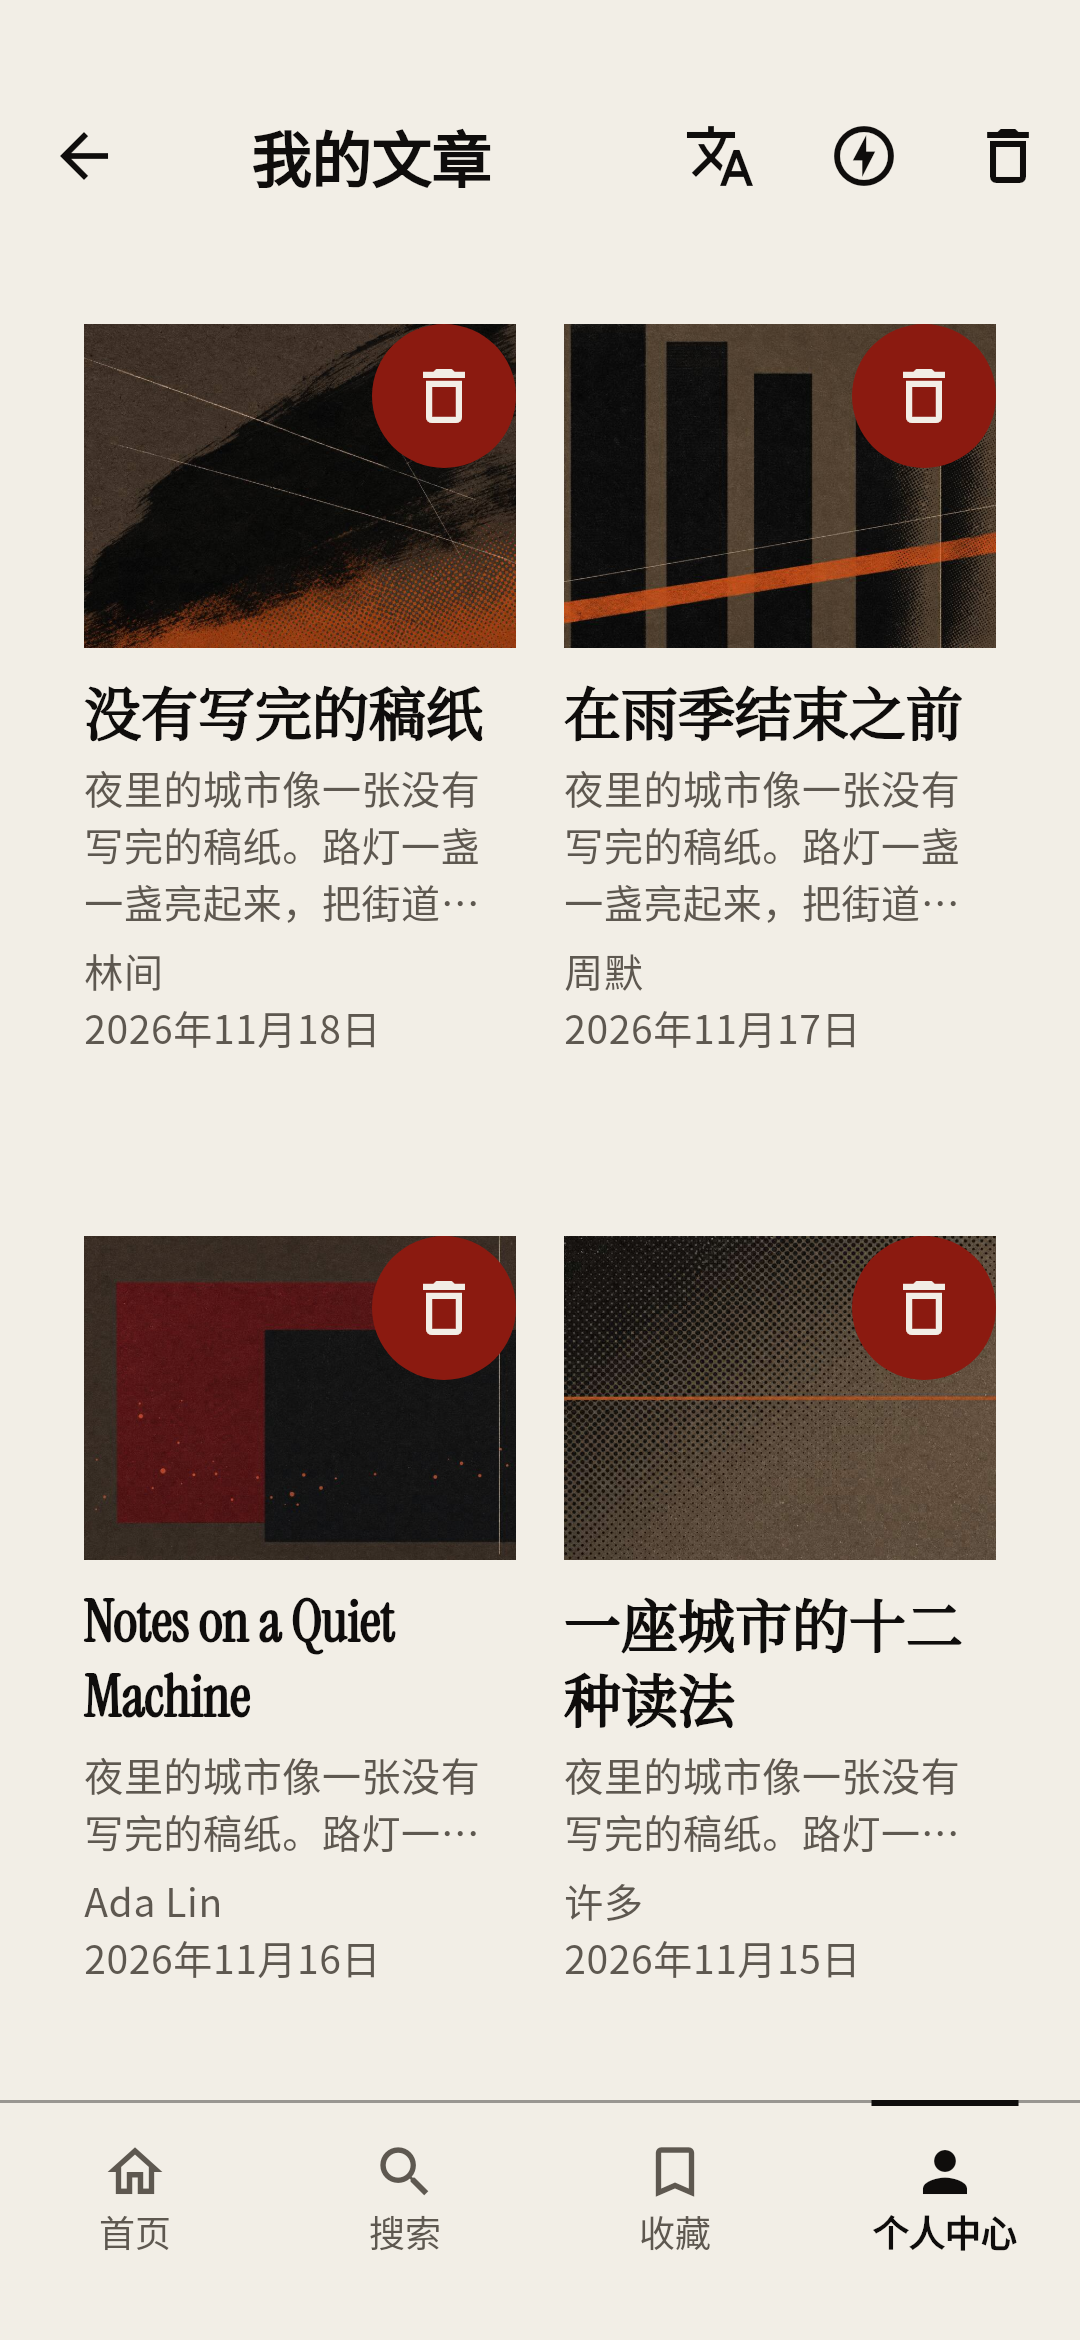 我的文章
没有写完的稿纸
夜里的城市像一张没有
写完的稿纸。路灯一盏
一盏亮起来，把街道…
林间
2026年11月18日
在雨季结束之前
夜里的城市像一张没有
写完的稿纸。路灯一盏
一盏亮起来，把街道…
周默
2026年11月17日
Notes on a Quiet
Machine
夜里的城市像一张没有
写完的稿纸。路灯一…
Ada Lin
2026年11月16日
一座城市的十二
种读法
夜里的城市像一张没有
写完的稿纸。路灯一…
许多
2026年11月15日
首页
搜索
收藏
个人中心